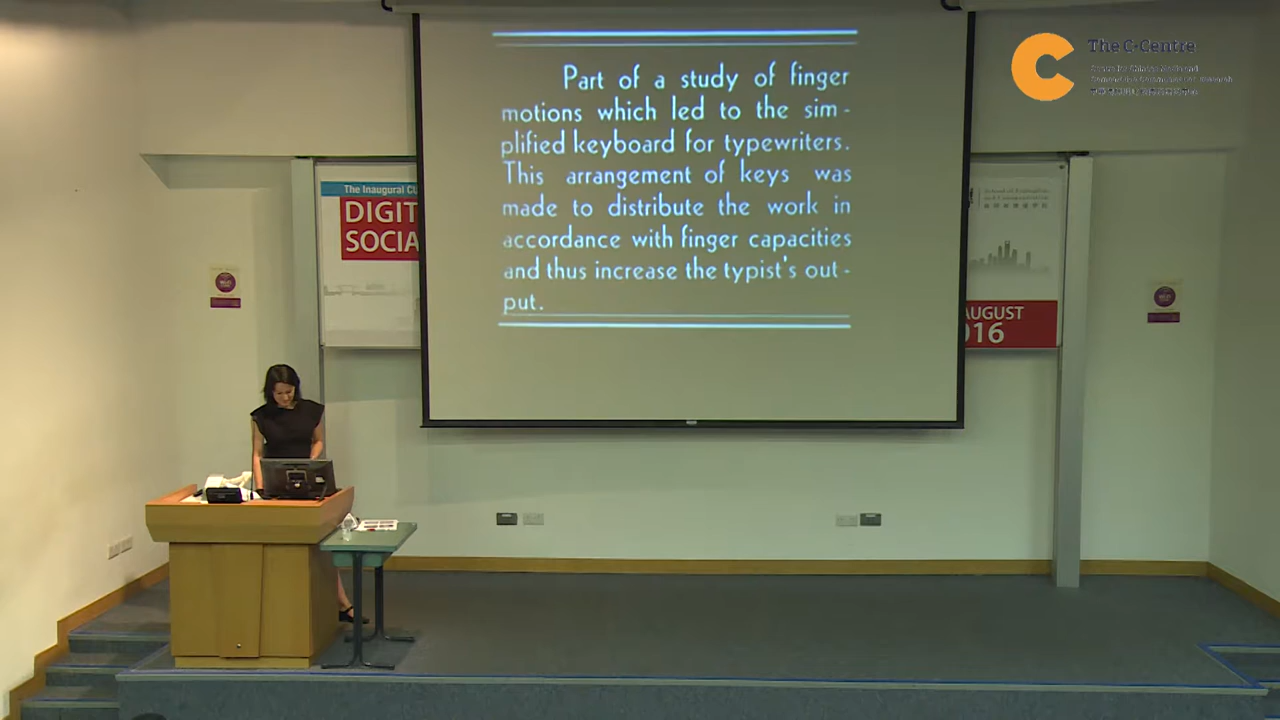 Part of a study of finger
motions which led to the sim-
plified keyboard for typewriters.
This arrangement of keys was
made to distribute the work in
accordance with finger capacities
and thus increase the typist's out-
put.
The C-Centre
The Inaugural
DIGIT
SOCIA
AUGUST
16